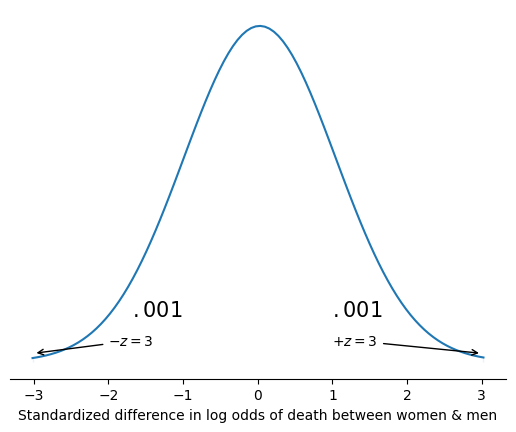 .001 .001
−z = 3 +z = 3
−3 −2 −1 0 1 2 3
Standardized difference in log odds of death between women & men